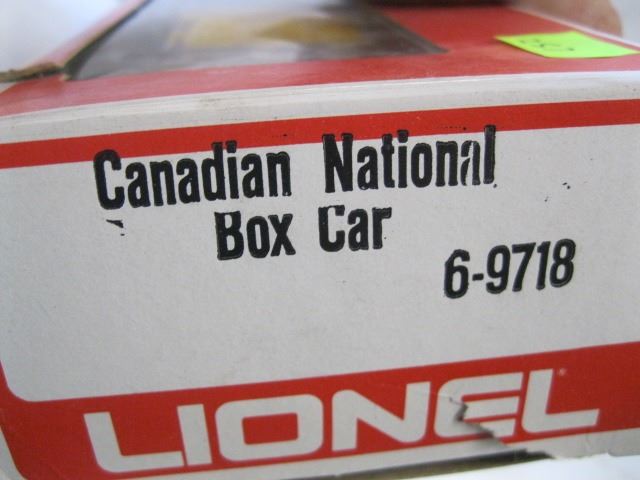 Canadian National
Box Car
6-9718
LIONEL